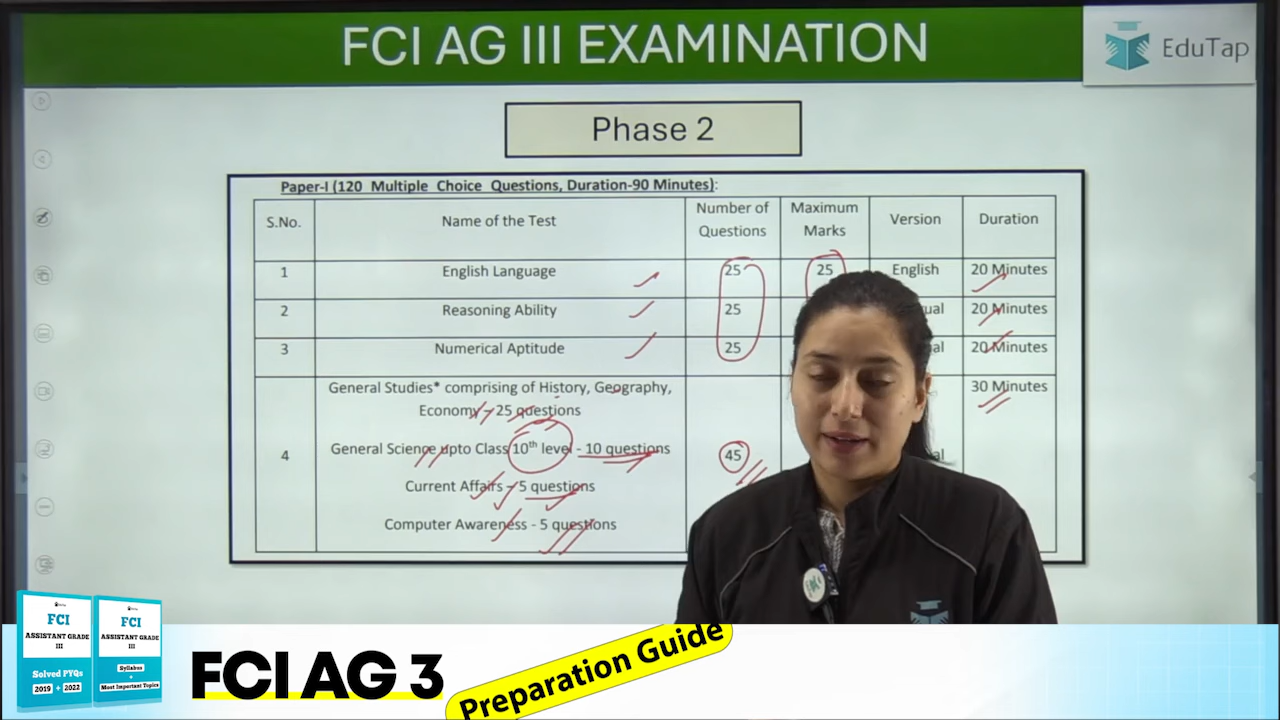 FCI AG III EXAMINATION
EduTap
Phase 2
Paper-I (120 Multiple Choice Questions, Duration-90 Minutes):
S.No.
Name of the Test
Number of
Questions
Maximum
Marks
Version
Duration
1
English Language
25
25
English
20 Minutes
2
Reasoning Ability
25
20 Minutes
3
Numerical Aptitude
25
20 Minutes
4
General Studies* comprising of History, Geography,
Economy - 25 questions
General Science upto Class 10th level - 10 questions
Current Affairs - 5 questions
Computer Awareness - 5 questions
45
30 Minutes
FCI
ASSISTANT GRADE
III
Solved PYQs
2019 + 2022
FCI
ASSISTANT GRADE
III
Syllabus
+
Most Important Topics
FCI AG 3
Preparation Guide